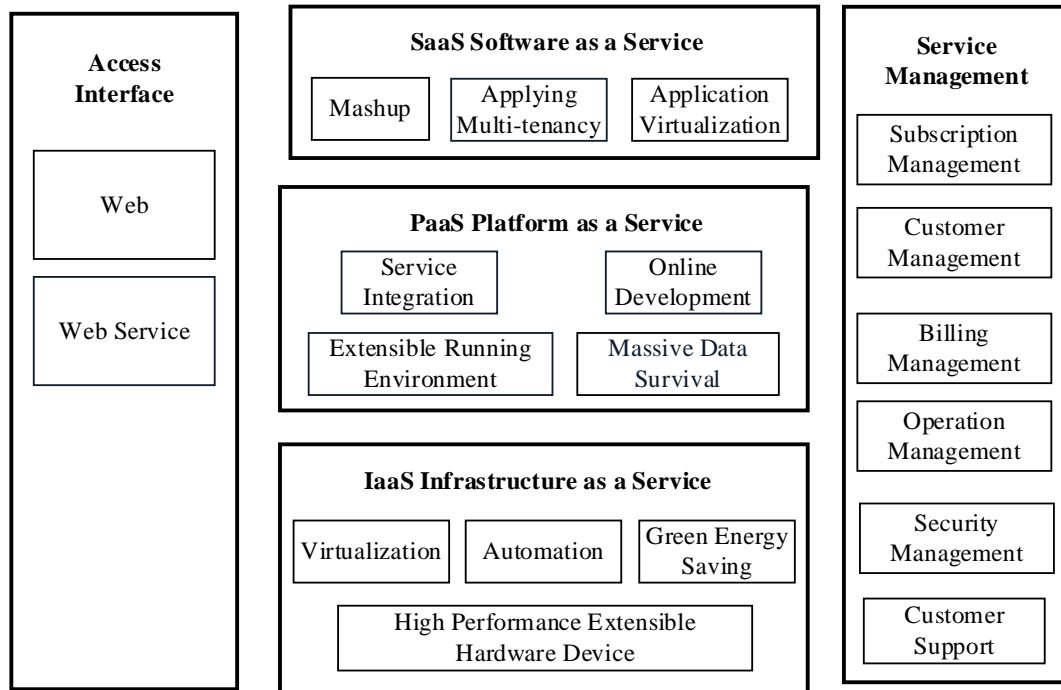 Access
Interface
Web
Web Service
SaaS Software as a Service
Mashup
Applying
Multi-tenancy
Application
Virtualization
PaaS Platform as a Service
Service
Integration
Online
Development
Extensible Running
Environment
Massive Data
Survival
IaaS Infrastructure as a Service
Virtualization
Automation
Green Energy
Saving
High Performance Extensible
Hardware Device
Service
Management
Subscription
Management
Customer
Management
Billing
Management
Operation
Management
Security
Management
Customer
Support